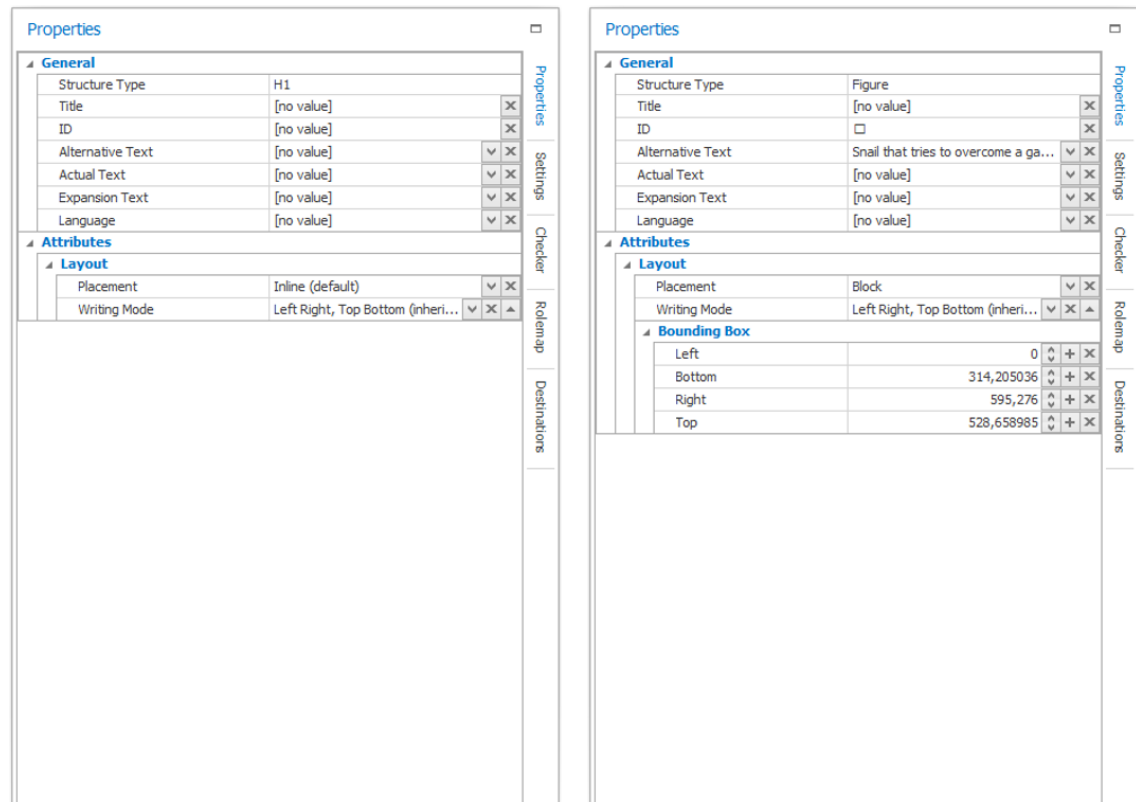 Properties
General
Structure Type H1
Title [no value]
ID [no value]
Alternative Text [no value]
Actual Text [no value]
Expansion Text [no value]
Language [no value]
Attributes
Layout
Placement Inline (default)
Writing Mode Left Right, Top Bottom (inheri...
Properties
Settings
Checker
Rolemap
Destinations
Properties
General
Structure Type Figure
Title [no value]
ID
Alternative Text Snail that tries to overcome a ga...
Actual Text [no value]
Expansion Text [no value]
Language [no value]
Attributes
Layout
Placement Block
Writing Mode Left Right, Top Bottom (inheri...
Bounding Box
Left 0
Bottom 314,205036
Right 595,276
Top 528,658985
Properties
Settings
Checker
Rolemap
Destinations